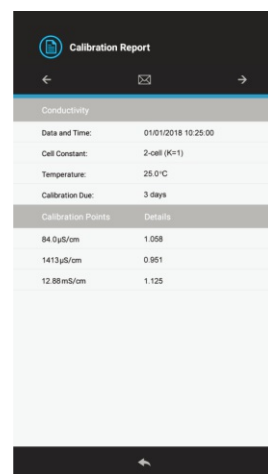 Calibration Report
Conductivity
Data and Time: 01/01/2018 10:25:00
Cell Constant: 2-cell (K=1)
Temperature: 25.0°C
Calibration Due: 3 days
Calibration Points Details
84.0µS/cm 1.058
1413µS/cm 0.951
12.88mS/cm 1.125